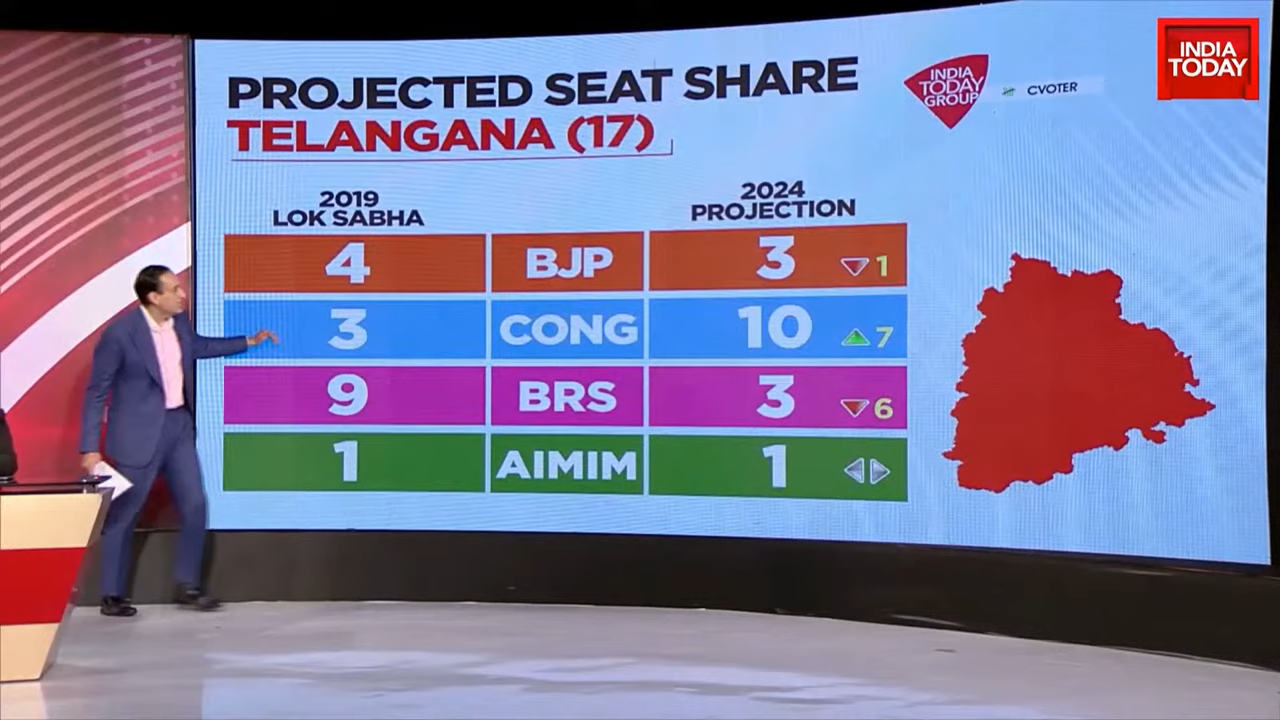 PROJECTED SEAT SHARE
TELANGANA (17)
INDIA
TODAY
GROUP
CVOTER
INDIA
TODAY
2019
LOK SABHA
2024
PROJECTION
4 BJP 3 1
3 CONG 10 7
9 BRS 3 6
1 AIMIM 1